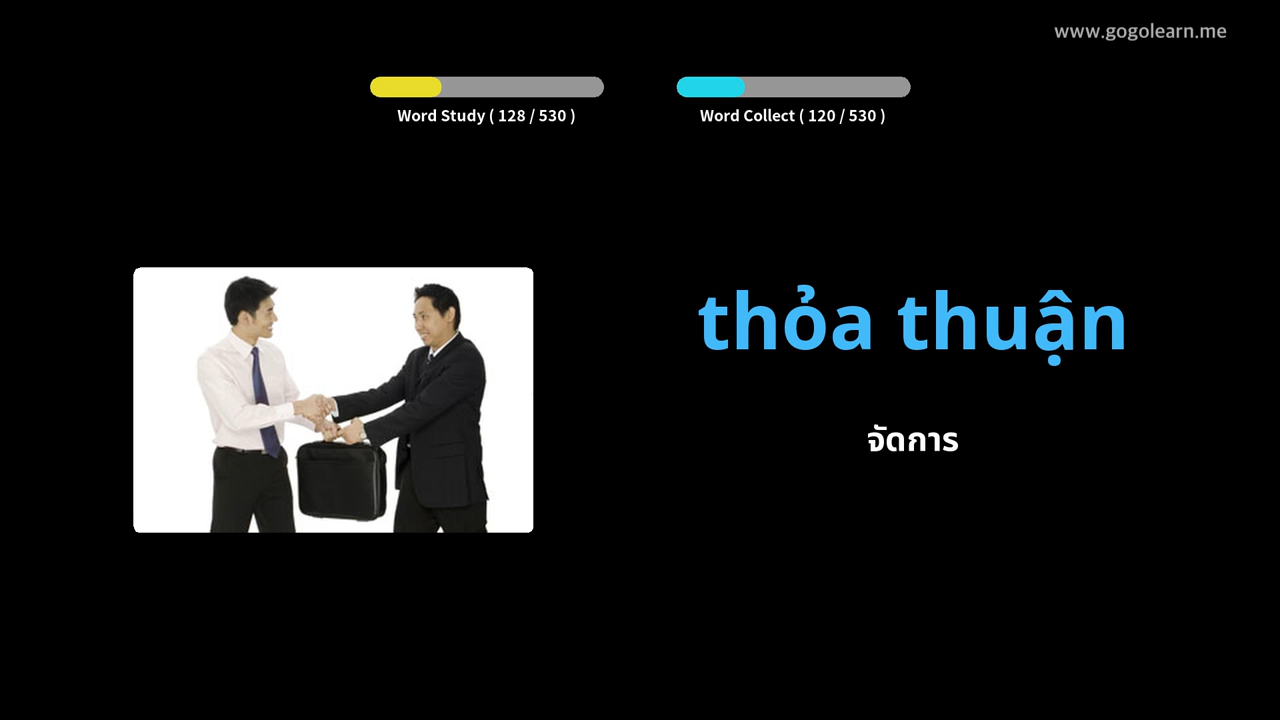 www.gogolearn.me
Word Study ( 128 / 530 )
Word Collect ( 120 / 530 )
thỏa thuận
จัดการ